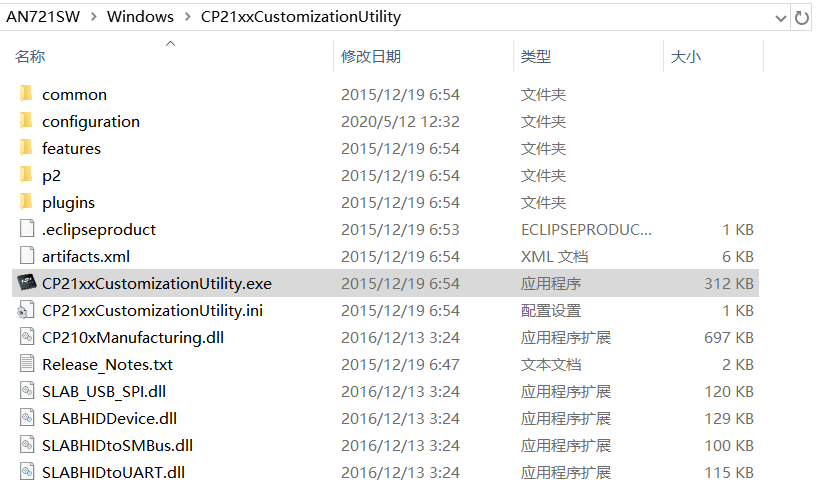 AN721SW > Windows > CP21xxCustomizationUtility
名称 修改日期 类型 大小
common 2015/12/19 6:54 文件夹
configuration 2020/5/12 12:32 文件夹
features 2015/12/19 6:54 文件夹
p2 2015/12/19 6:54 文件夹
plugins 2015/12/19 6:54 文件夹
.eclipseproduct 2015/12/19 6:53 ECLIPSEPRODUC... 1 KB
artifacts.xml 2015/12/19 6:54 XML 文档 6 KB
CP21xxCustomizationUtility.exe 2015/12/19 6:54 应用程序 312 KB
CP21xxCustomizationUtility.ini 2015/12/19 6:54 配置设置 1 KB
CP210xManufacturing.dll 2016/12/13 3:24 应用程序扩展 697 KB
Release_Notes.txt 2015/12/19 6:47 文本文档 2 KB
SLAB_USB_SPI.dll 2016/12/13 3:24 应用程序扩展 120 KB
SLABHIDDevice.dll 2016/12/13 3:24 应用程序扩展 129 KB
SLABHIDtoSMBus.dll 2016/12/13 3:24 应用程序扩展 100 KB
SLABHIDtoUART.dll 2016/12/13 3:24 应用程序扩展 115 KB